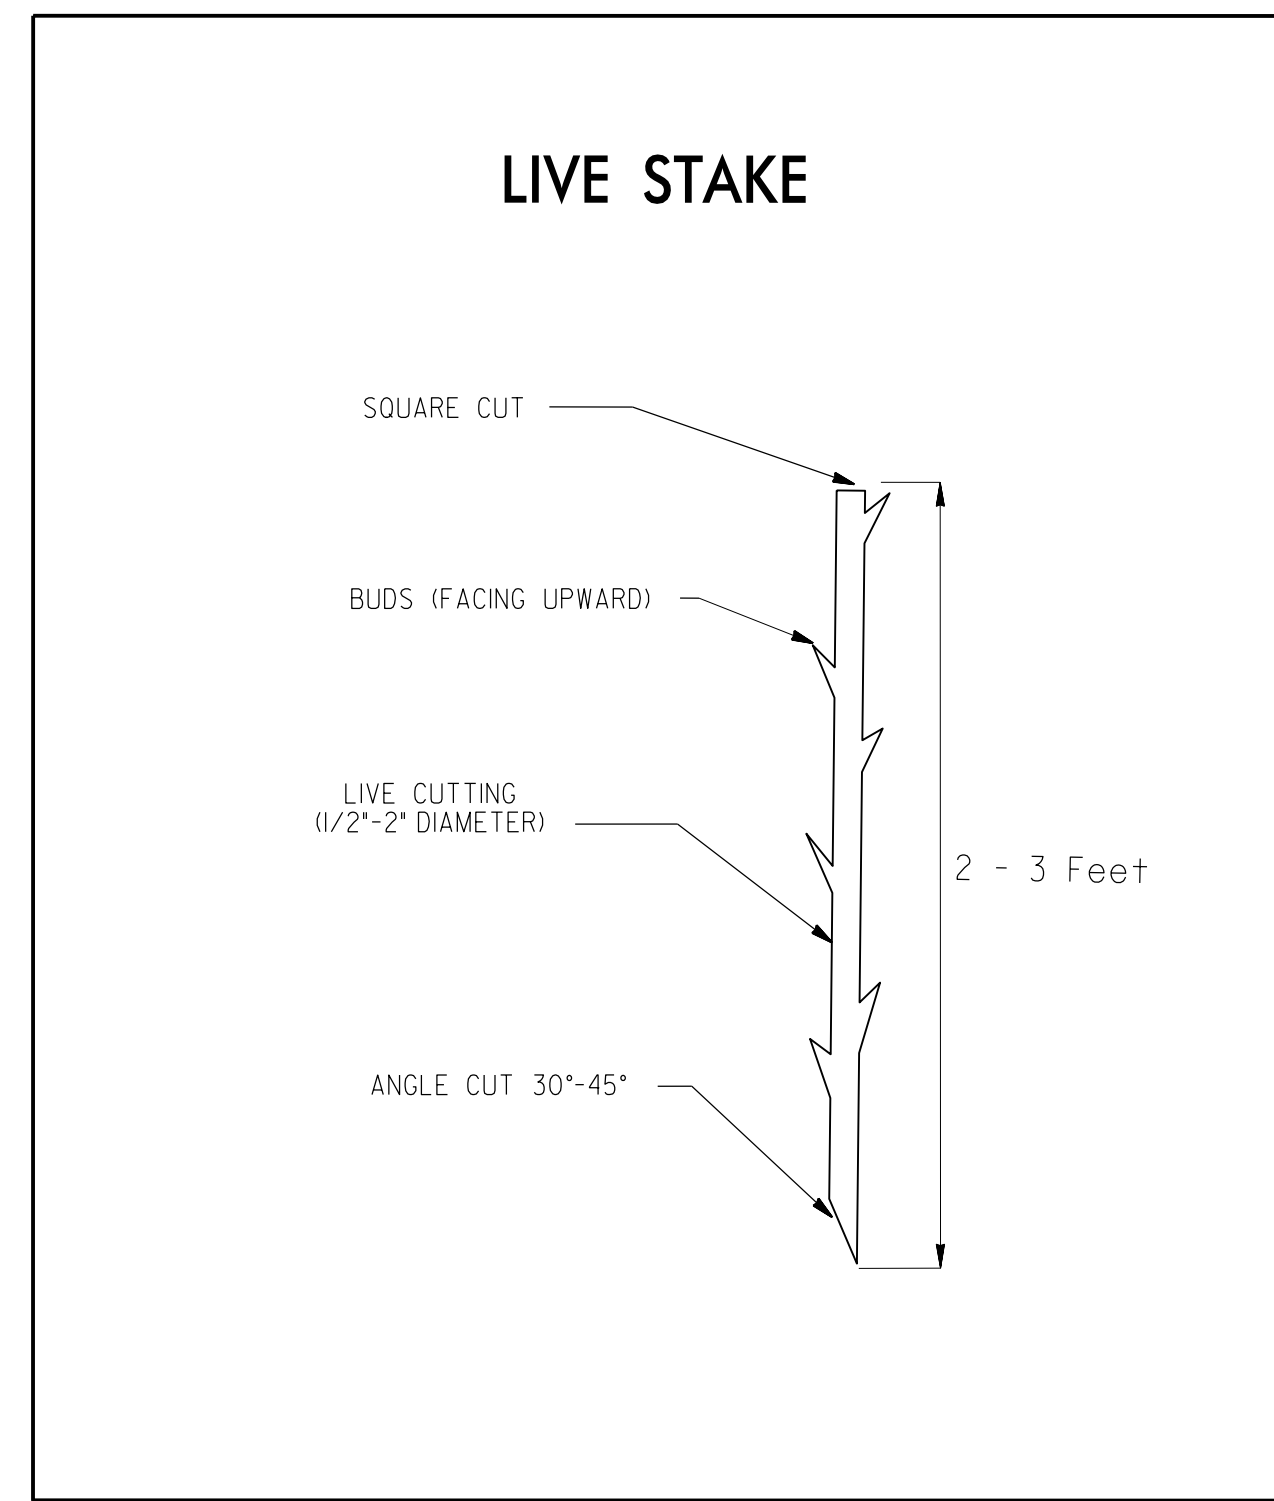 LIVE STAKE
SQUARE CUT
BUDS (FACING UPWARD)
LIVE CUTTING
(1/2"-2" DIAMETER)
2 - 3 Feet
ANGLE CUT 30°-45°